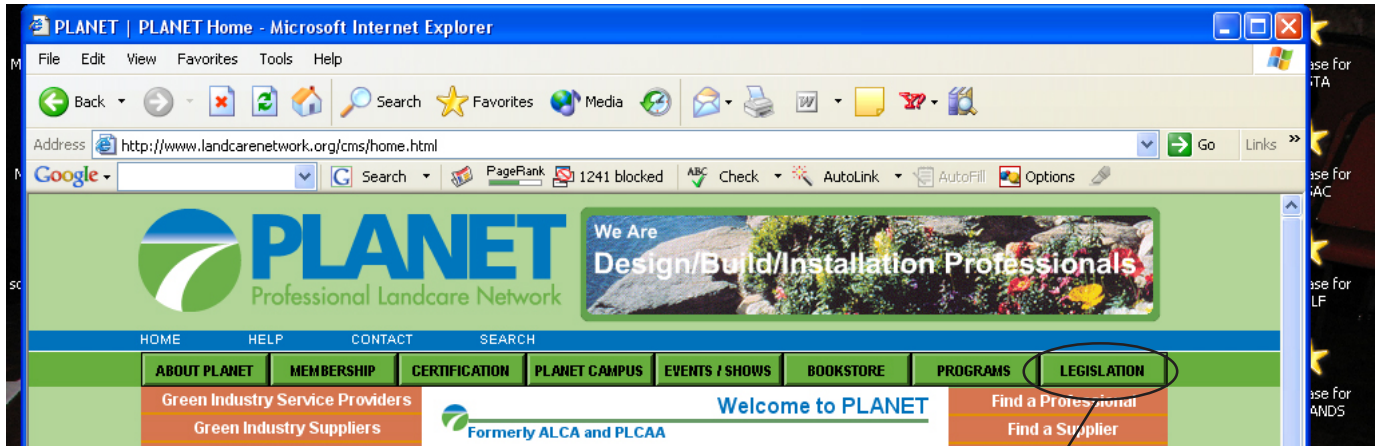 PLANET | PLANET Home - Microsoft Internet Explorer
File Edit View Favorites Tools Help
Back Search Favorites Media
Address http://www.landcarenetwork.org/cms/home.html Go Links »
Google Search PageRank 1241 blocked ABC Check AutoLink AutoFill Options
PLANET
Professional Landcare Network
We Are
Design/Build/Installation Professionals
HOME HELP CONTACT SEARCH
ABOUT PLANET MEMBERSHIP CERTIFICATION PLANET CAMPUS EVENTS / SHOWS BOOKSTORE PROGRAMS LEGISLATION
Green Industry Service Providers
Green Industry Suppliers
Welcome to PLANET
Formerly ALCA and PLCAA
Find a Professional
Find a Supplier